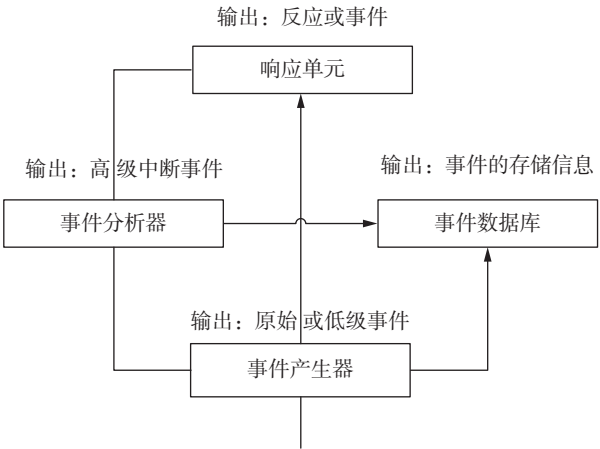 输出：反应或事件
响应单元
输出：高级中断事件
输出：事件的存储信息
事件分析器
事件数据库
输出：原始或低级事件
事件产生器